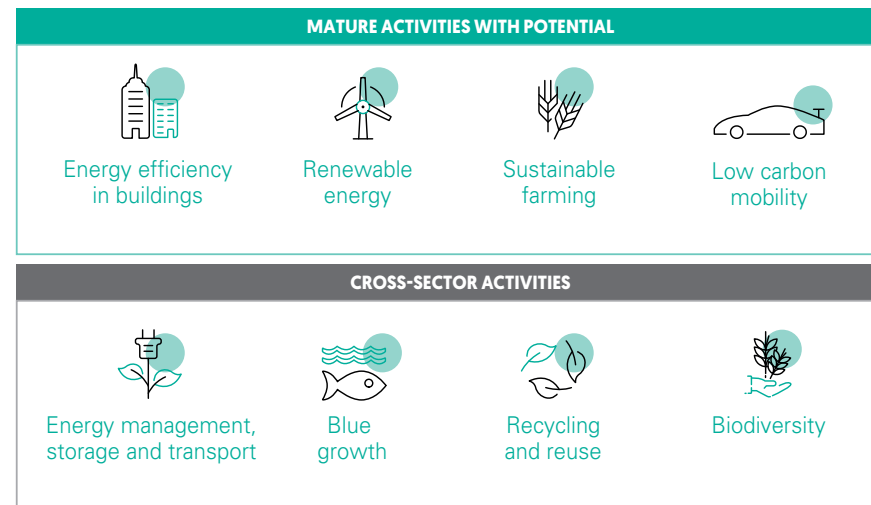 MATURE ACTIVITIES WITH POTENTIAL
Energy efficiency
in buildings
Renewable
energy
Sustainable
farming
Low carbon
mobility
CROSS-SECTOR ACTIVITIES
Energy management,
storage and transport
Blue
growth
Recycling
and reuse
Biodiversity